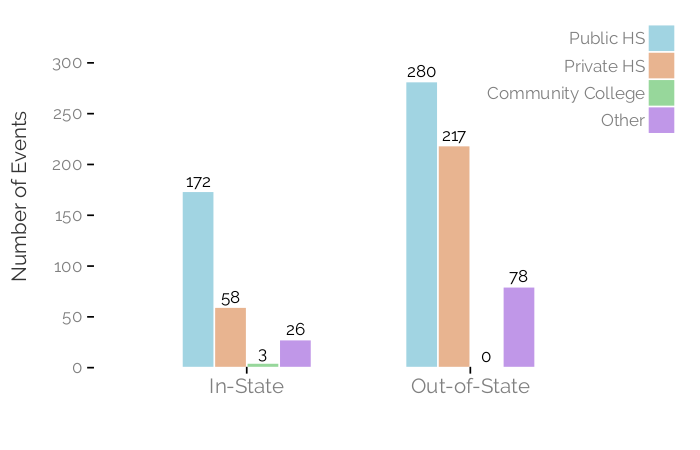 Number of Events
300
250
200
150
100
50
0
172
58
3
26
280
217
0
78
In-State
Out-of-State
Public HS
Private HS
Community College
Other